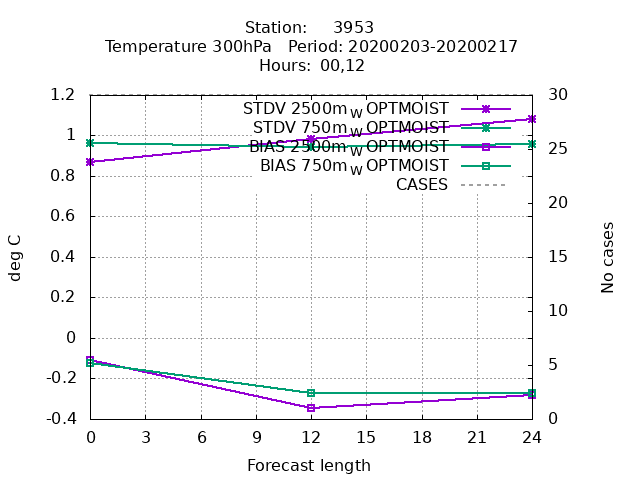 Station: 3953
Temperature 300hPa Period: 20200203-20200217
Hours: 00,12
STDV 2500m_W OPTMOIST
STDV 750m_W OPTMOIST
BIAS 2500m_W OPTMOIST
BIAS 750m_W OPTMOIST
CASES
1.2
1
0.8
0.6
0.4
0.2
0
-0.2
-0.4
deg C
30
25
20
15
10
5
0
No cases
0 3 6 9 12 15 18 21 24
Forecast length